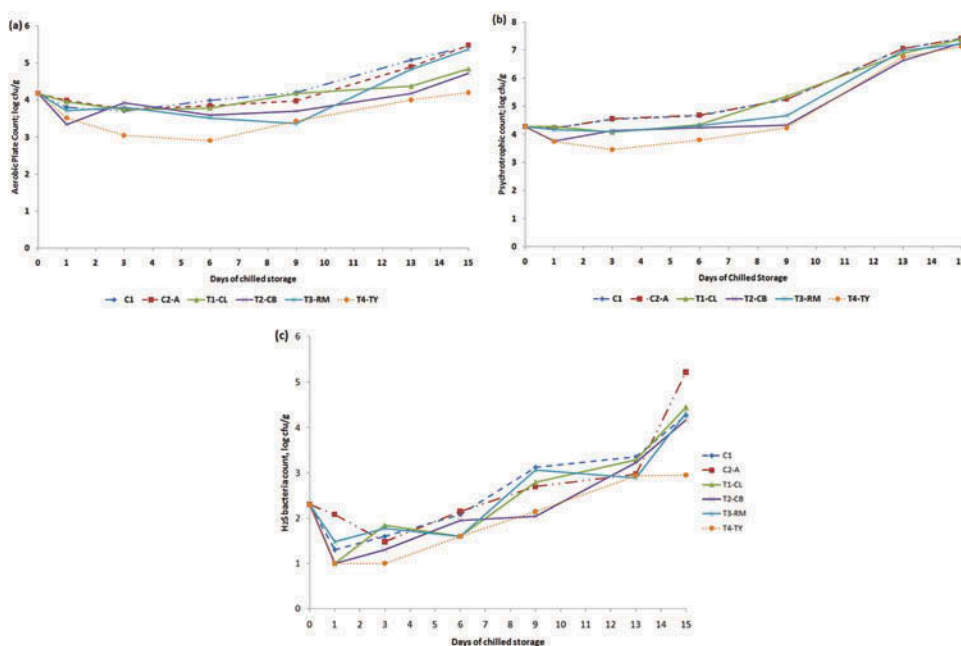 (a)
6
5
4
3
2
1
0
Aerobic Plate Count; log cfu/g
0 1 2 3 4 5 6 7 8 9 10 11 12 13 14 15
Days of chilled storage
C1 C2-A T1-CL T2-CB T3-RM T4-TY
(b)
8
7
6
5
4
3
2
1
0
Psychrotrophic count; log cfu/g
0 1 2 3 4 5 6 7 8 9 10 11 12 13 14
Days of Chilled Storage
C1 C2-A T1-CL T2-CB T3-RM T4-TY
(c)
6
5
4
3
2
1
0
H2S bacteria count, log cfu/g
0 1 2 3 4 5 6 7 8 9 10 11 12 13 14 15
Days of chilled storage
C1
C2-A
T1-CL
T2-CB
T3-RM
T4-TY